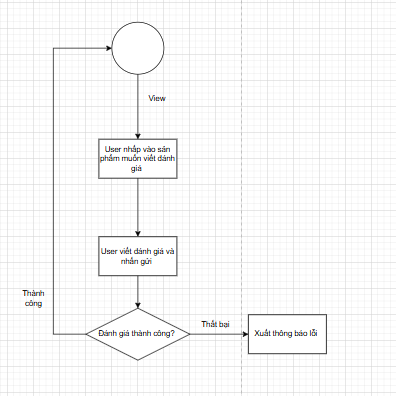 View
User nhấp vào sản
phẩm muốn viết đánh
giá
User viết đánh giá và
nhấn gửi
Thành
công
Đánh giá thành công?
Thất bại
Xuất thông báo lỗi